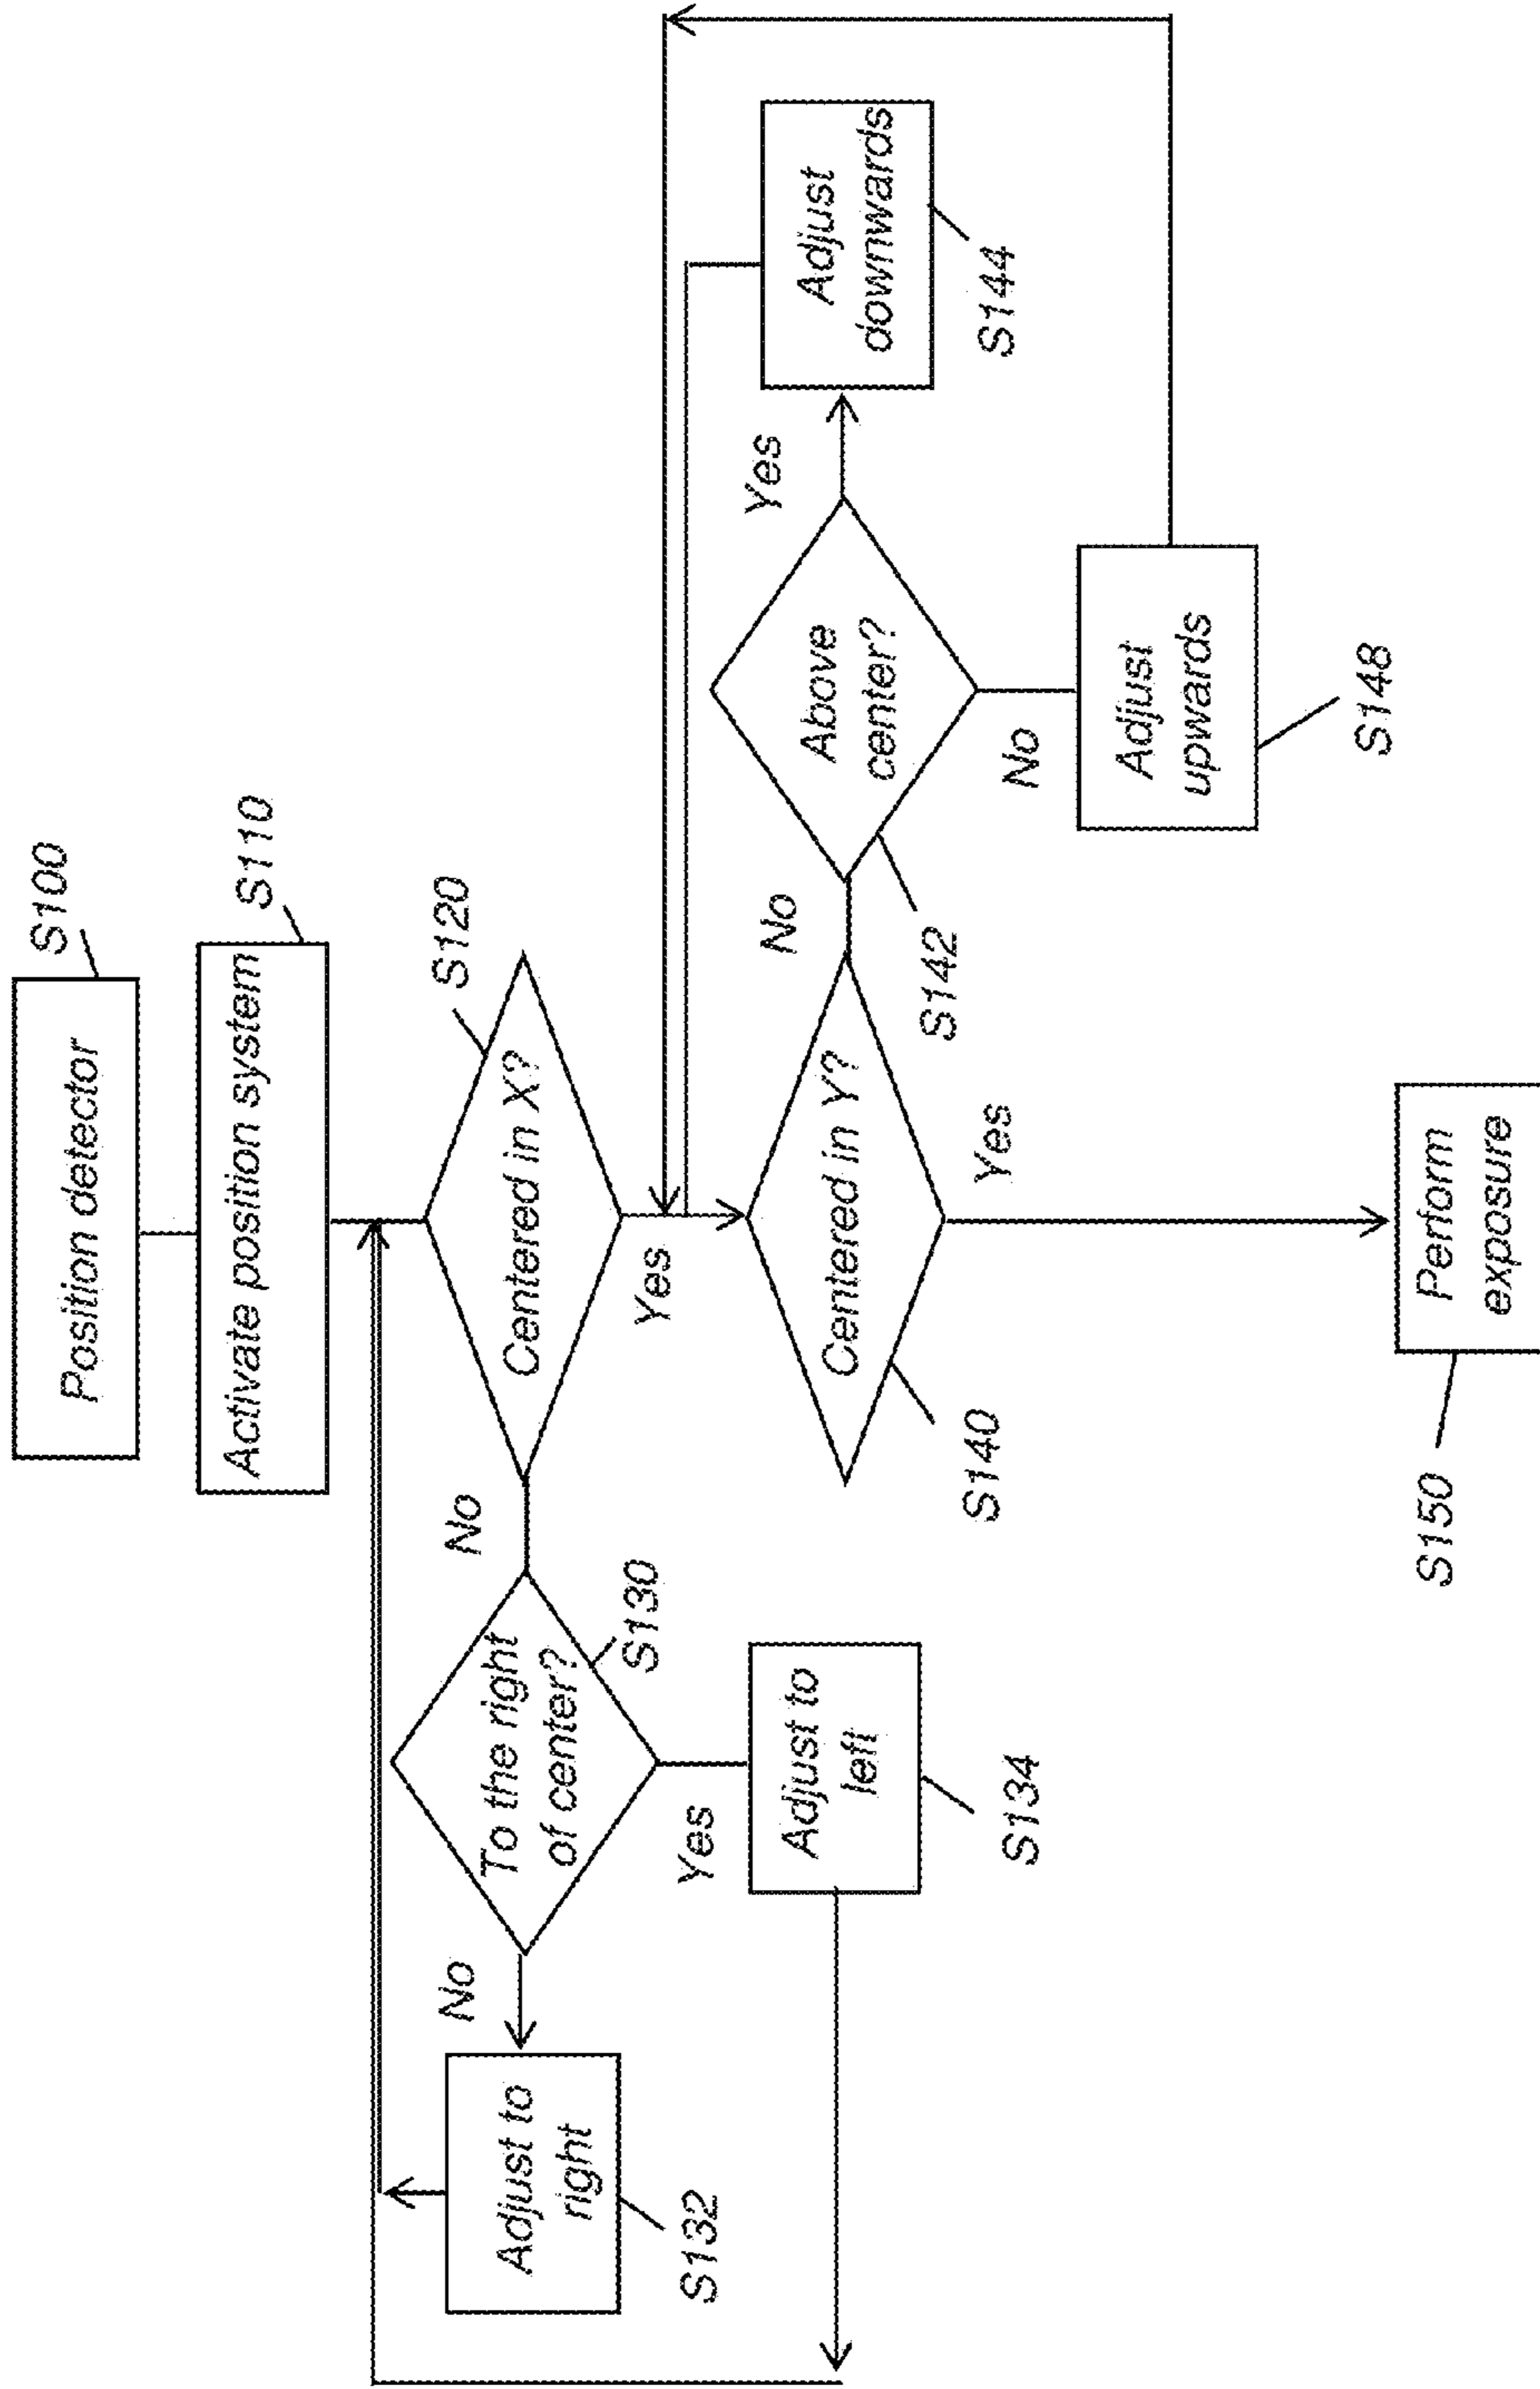 Position detector
S100
Activate position system
S110
Centered in X?
S120
No
To the right
of center?
S130
No
Adjust to
right
S132
Yes
Adjust to
left
S134
Yes
Centered in Y?
S140
No
Above
center?
S142
Yes
Adjust
downwards
S144
No
Adjust
upwards
S148
Yes
Perform
exposure
S150